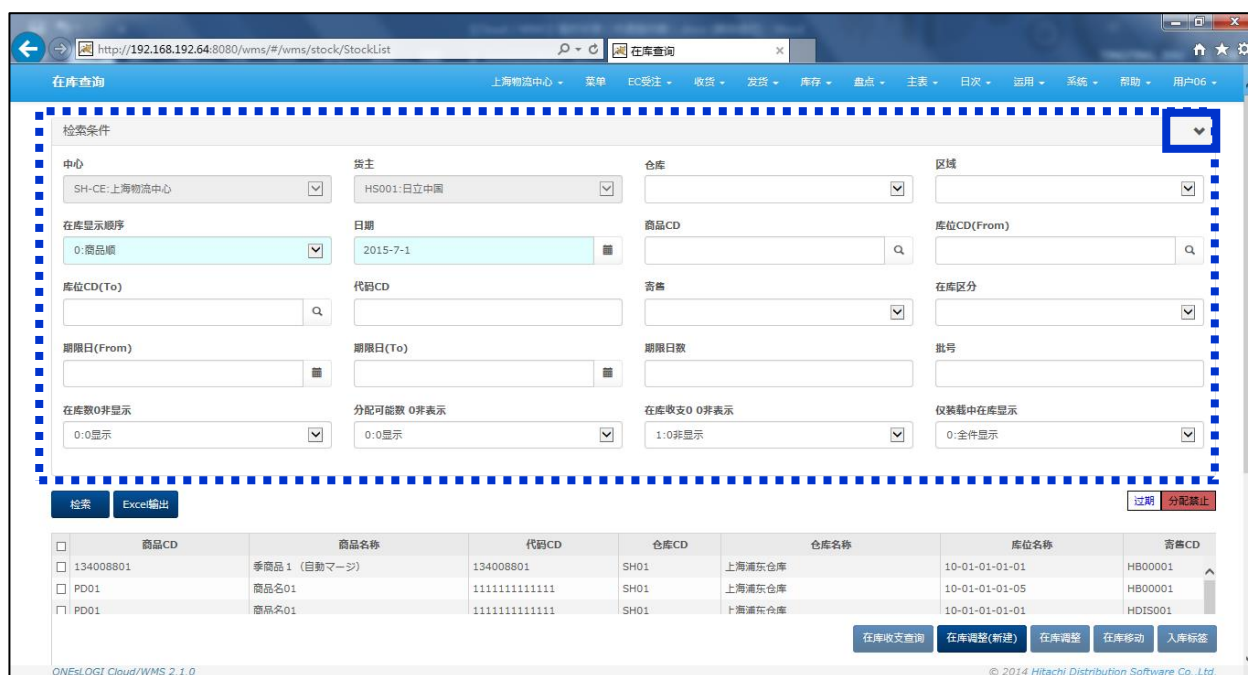 http://192.168.192.64:8080/wms/#/wms/stock/StockList 在库查询
在库查询 上海物流中心 菜单 EC受注 收货 发货 库存 盘点 主表 日次 运用 系统 帮助 用户06
检索条件
中心 货主 仓库 区域
SH-CE:上海物流中心 HS001:日立中国
在库显示顺序 日期 商品CD 库位CD(From)
0:商品顺 2015-7-1
库位CD(To) 代码CD 寄售 在库区分
期限日(From) 期限日(To) 期限日数 批号
在库数0非显示 分配可能数 0非表示 在库收支0 0非表示 仅装载中在库显示
0:0显示 0:0显示 1:0非显示 0:全件显示
检索 Excel输出 过期 分配禁止
商品CD 商品名称 代码CD 仓库CD 仓库名称 库位名称 寄售CD
134008801 季商品１（自動マージ） 134008801 SH01 上海浦东仓库 10-01-01-01-01 HB00001
PD01 商品名01 1111111111111 SH01 上海浦东仓库 10-01-01-01-05 HB00001
PD01 商品名01 1111111111111 SH01 上海浦东仓库 10-01-01-01-01 HDIS001
在库收支查询 在库调整(新建) 在库调整 在库移动 入库标签
ONEsLOGI Cloud/WMS 2.1.0 © 2014 Hitachi Distribution Software Co.,Ltd.